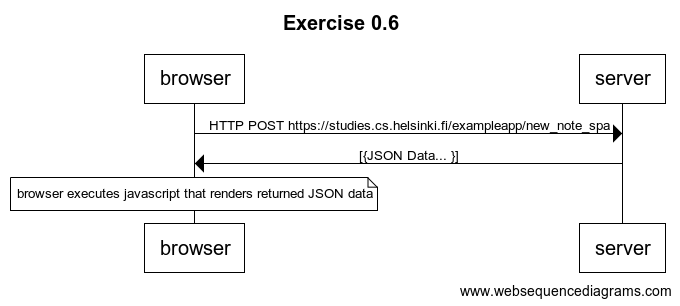 Exercise 0.6
browser
server
HTTP POST https://studies.cs.helsinki.fi/exampleapp/new_note_spa
[{JSON Data... }]
browser executes javascript that renders returned JSON data
browser
server
www.websequencediagrams.com